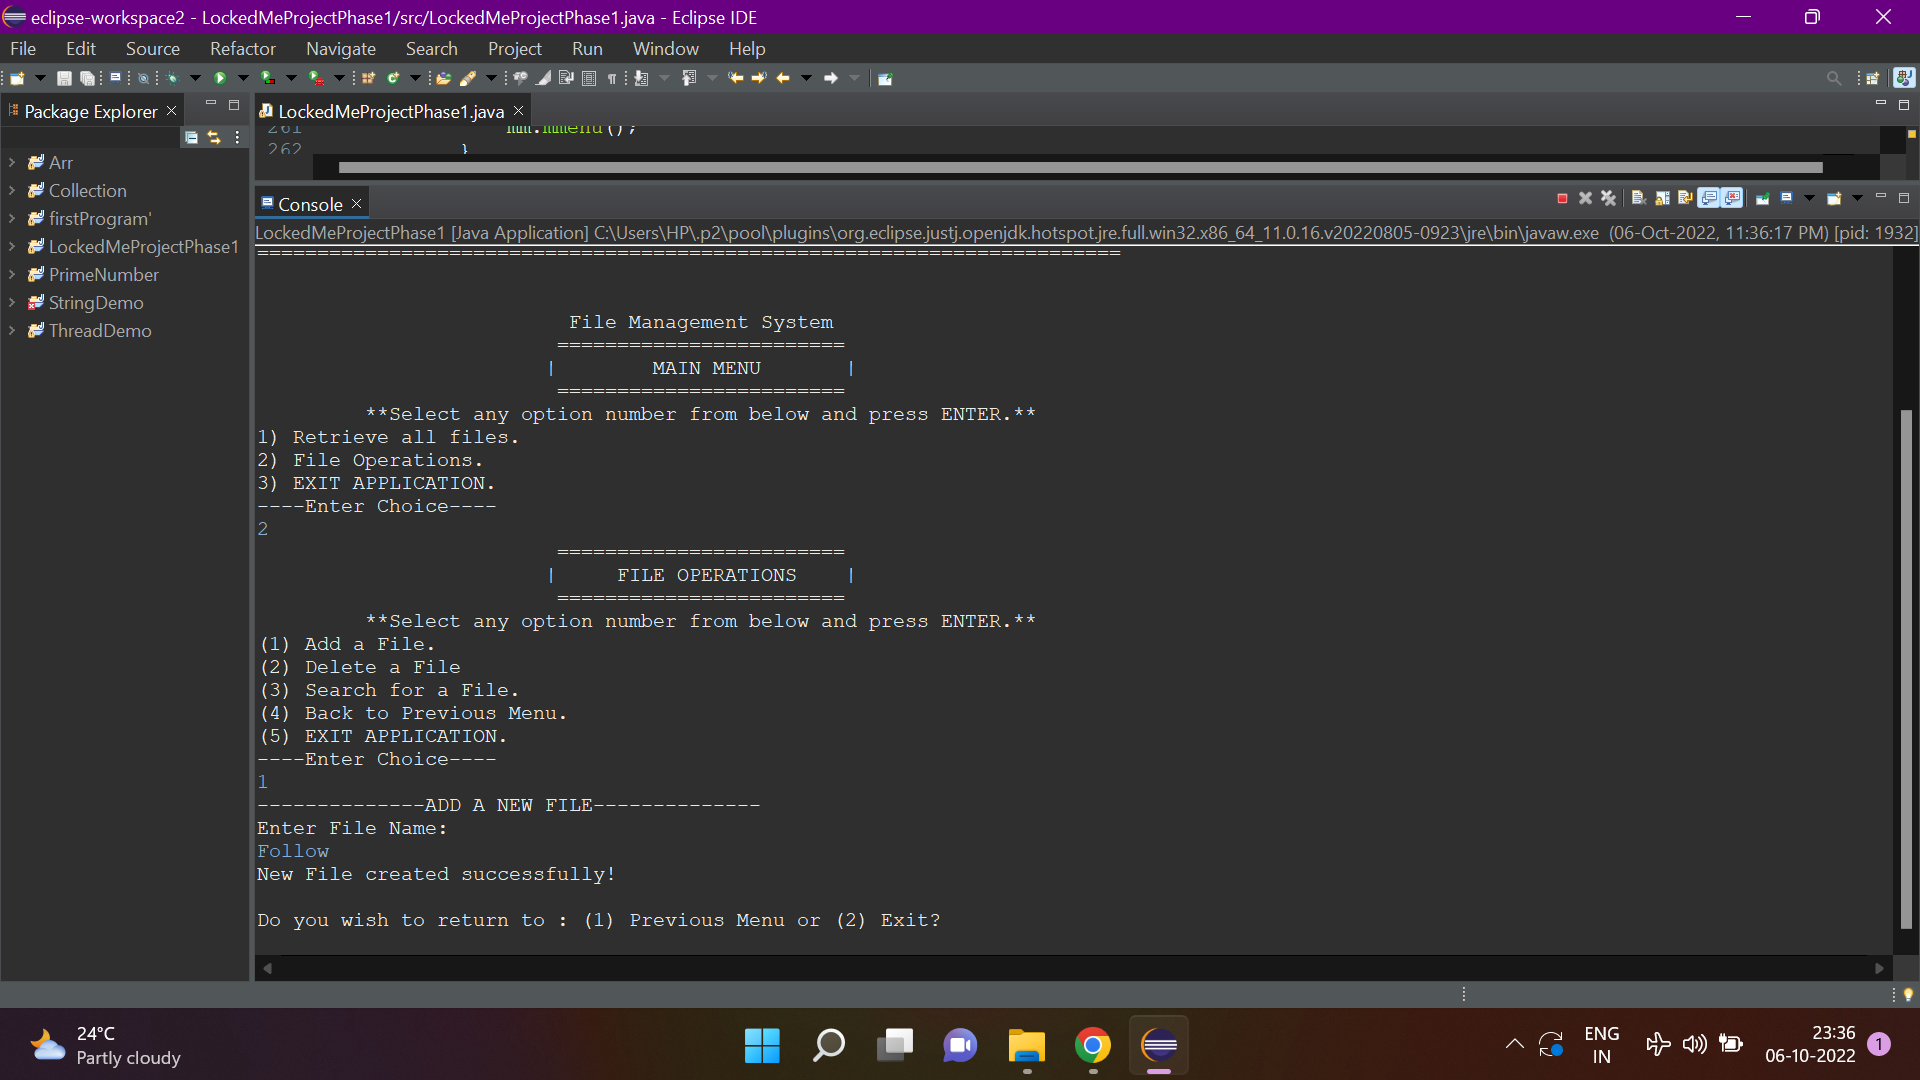 eclipse-workspace2 - LockedMeProjectPhase1/src/LockedMeProjectPhase1.java - Eclipse IDE
File Edit Source Refactor Navigate Search Project Run Window Help
Package Explorer
LockedMeProjectPhase1.java
Arr
Collection
firstProgram'
LockedMeProjectPhase1
PrimeNumber
StringDemo
ThreadDemo
261 mm.mmenu();
262 }
Console
LockedMeProjectPhase1 [Java Application] C:\Users\HP\.p2\pool\plugins\org.eclipse.justj.openjdk.hotspot.jre.full.win32.x86_64_11.0.16.v20220805-0923\jre\bin\javaw.exe (06-Oct-2022, 11:36:17 PM) [pid: 1932]
========================================================================
File Management System
========================
| MAIN MENU |
========================
**Select any option number from below and press ENTER.**
1) Retrieve all files.
2) File Operations.
3) EXIT APPLICATION.
----Enter Choice----
2
========================
| FILE OPERATIONS |
========================
**Select any option number from below and press ENTER.**
(1) Add a File.
(2) Delete a File
(3) Search for a File.
(4) Back to Previous Menu.
(5) EXIT APPLICATION.
----Enter Choice----
1
--------------ADD A NEW FILE--------------
Enter File Name:
Follow
New File created successfully!
Do you wish to return to : (1) Previous Menu or (2) Exit?
24°C
Partly cloudy
ENG
IN
23:36
06-10-2022
1